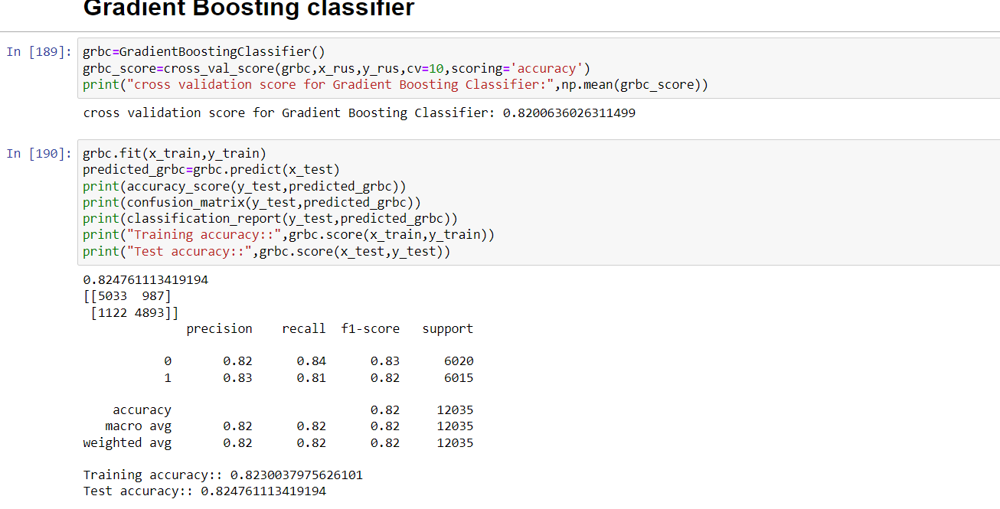 Gradient Boosting classifier
In [189]: grbc=GradientBoostingClassifier()
grbc_score=cross_val_score(grbc,x_rus,y_rus,cv=10,scoring='accuracy')
print("cross validation score for Gradient Boosting Classifier:",np.mean(grbc_score))
cross validation score for Gradient Boosting Classifier: 0.8200636026311499
In [190]: grbc.fit(x_train,y_train)
predicted_grbc=grbc.predict(x_test)
print(accuracy_score(y_test,predicted_grbc))
print(confusion_matrix(y_test,predicted_grbc))
print(classification_report(y_test,predicted_grbc))
print("Training accuracy::",grbc.score(x_train,y_train))
print("Test accuracy::",grbc.score(x_test,y_test))
0.824761113419194
[[5033  987]
 [1122 4893]]
precision    recall  f1-score   support
0       0.82      0.84      0.83      6020
1       0.83      0.81      0.82      6015
accuracy                           0.82     12035
macro avg       0.82      0.82      0.82     12035
weighted avg       0.82      0.82      0.82     12035
Training accuracy:: 0.8230037975626101
Test accuracy:: 0.824761113419194